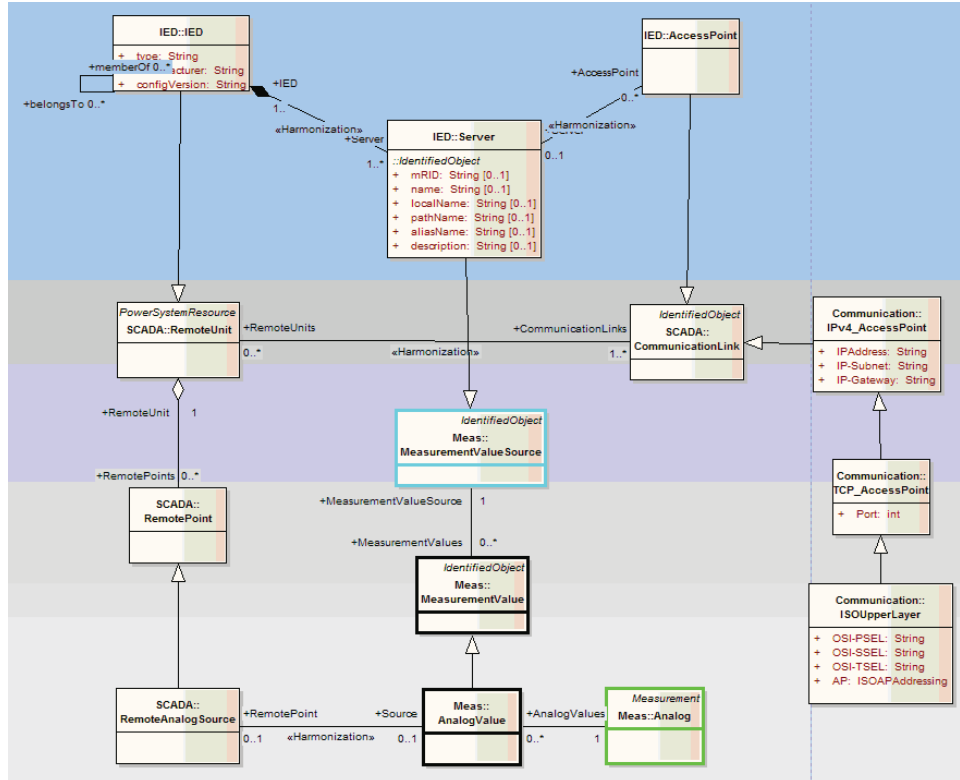 IED::IED
+ type: String
+memberOf 0..*
cturer: String
+ configVersion: String
+belongsTo 0..*
+IED
1..
«Harmonization»
+Server
1..*
IED::Server
::IdentifiedObject
+ mRID: String [0..1]
+ name: String [0..1]
+ localName: String [0..1]
+ pathName: String [0..1]
+ aliasName: String [0..1]
+ description: String [0..1]
IED::AccessPoint
+AccessPoint
0..*
«Harmonization»
0..1
PowerSystemResource
SCADA::RemoteUnit
+RemoteUnits
0..*
«Harmonization»
+CommunicationLinks
1..*
IdentifiedObject
SCADA::
CommunicationLink
Communication::
IPv4_AccessPoint
+ IPAddress: String
+ IP-Subnet: String
+ IP-Gateway: String
+RemoteUnit 1
+RemotePoints 0..*
SCADA::
RemotePoint
IdentifiedObject
Meas::
MeasurementValueSource
+MeasurementValueSource 1
+MeasurementValues 0..*
IdentifiedObject
Meas::
MeasurementValue
Communication::
TCP_AccessPoint
+ Port: int
Communication::
ISOUpperLayer
+ OSI-PSEL: String
+ OSI-SSEL: String
+ OSI-TSEL: String
+ AP: ISOAPAddressing
SCADA::
RemoteAnalogSource
+RemotePoint
0..1
«Harmonization»
+Source
0..1
Meas::
AnalogValue
+AnalogValues
0..*
1
Measurement
Meas::Analog